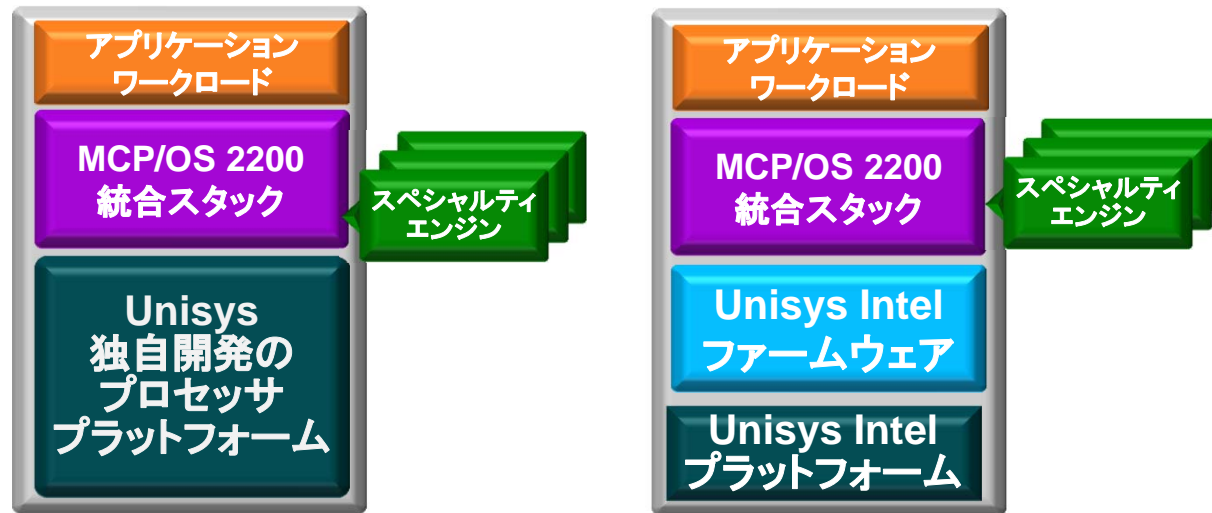 アプリケーション
ワークロード
MCP/OS 2200
統合スタック
スペシャルティ
エンジン
Unisys
独自開発の
プロセッサ
プラットフォーム
アプリケーション
ワークロード
MCP/OS 2200
統合スタック
スペシャルティ
エンジン
Unisys Intel
ファームウェア
Unisys Intel
プラットフォーム